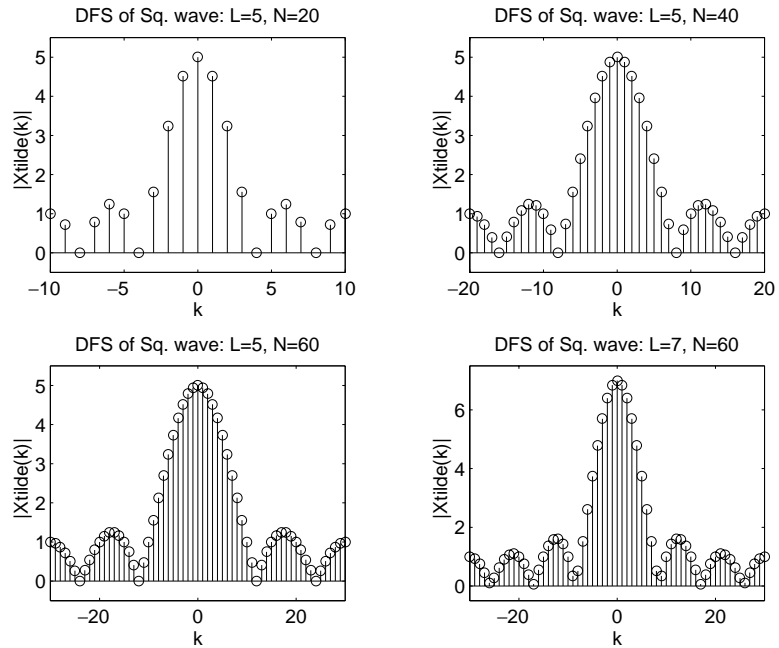 DFS of Sq. wave: L=5, N=20
5
4
3
2
1
0
−10 −5 0 5 10
k
|Xtilde(k)|
DFS of Sq. wave: L=5, N=40
5
4
3
2
1
0
−20 −10 0 10 20
k
|Xtilde(k)|
DFS of Sq. wave: L=5, N=60
5
4
3
2
1
0
−20 0 20
k
|Xtilde(k)|
DFS of Sq. wave: L=7, N=60
6
4
2
0
−20 0 20
k
|Xtilde(k)|